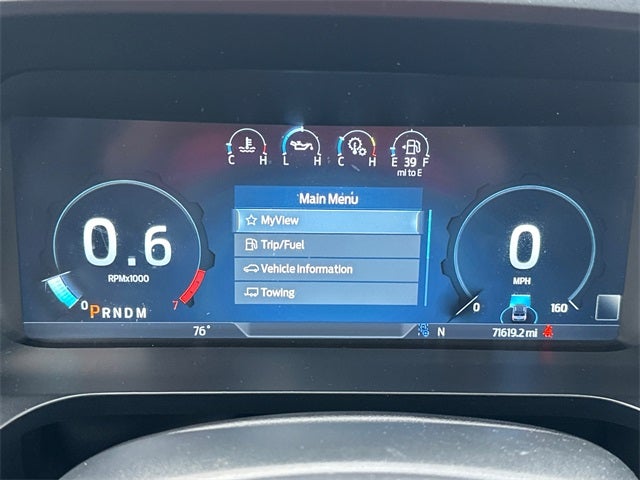 C H L H C H E 39 F
mi to E
Main Menu
MyView
Trip/Fuel
Vehicle Information
Towing
0.6
RPMx1000
0 7
PRNDM
0
MPH
0 160
76° N 71619.2 mi